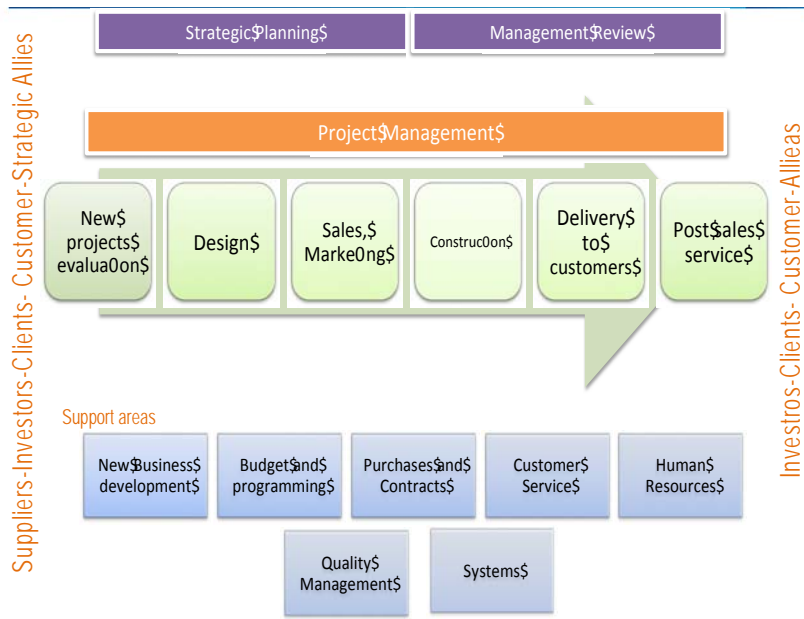 Suppliers-Investors-Clients- Customer-Strategic Allies
Strategic$Planning$
Management$Review$
Project$Management$
New$
projects$
evalua0on$
Design$
Sales,$
Marke0ng$
Construc0on$
Delivery$
to$
customers$
Post$sales$
service$
Investros-Clients- Customer-Allieas
Support areas
New$Business$
development$
Budget$and$
programming$
Purchases$and$
Contracts$
Customer$
Service$
Human$
Resources$
Quality$
Management$
Systems$